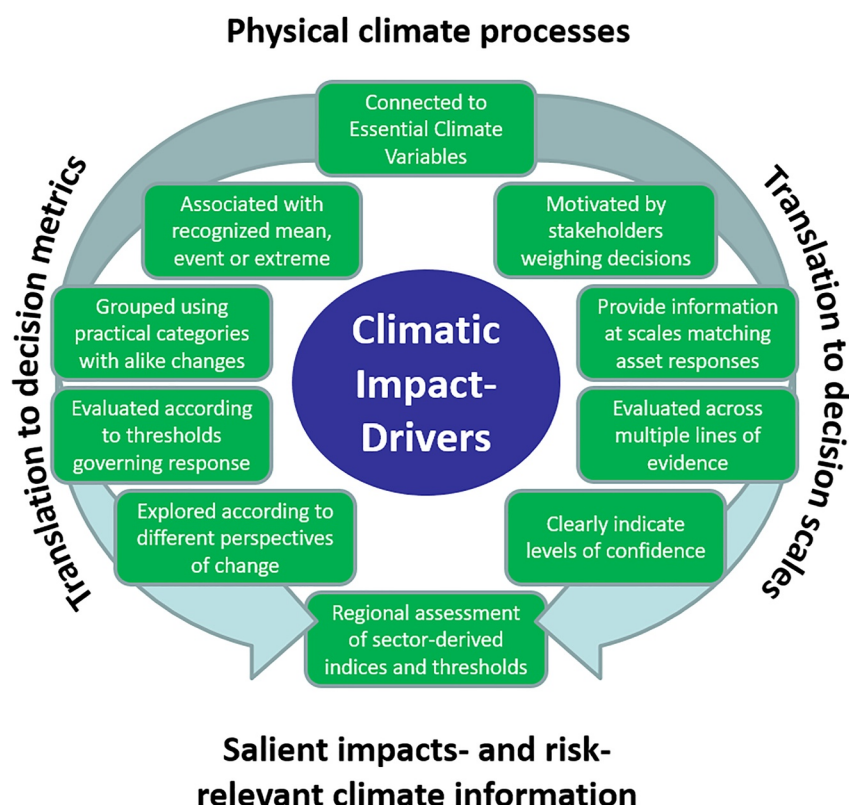 Physical climate processes
Connected to
Essential Climate
Variables
Associated with
recognized mean,
event or extreme
Motivated by
stakeholders
weighing decisions
Translation to decision metrics
Translation to decision scales
Grouped using
practical categories
with alike changes
Climatic
Impact-
Drivers
Provide information
at scales matching
asset responses
Evaluated according
to thresholds
governing response
Evaluated across
multiple lines of
evidence
Explored according to
different perspectives
of change
Clearly indicate
levels of confidence
Regional assessment
of sector-derived
indices and thresholds
Salient impacts- and risk-
relevant climate information